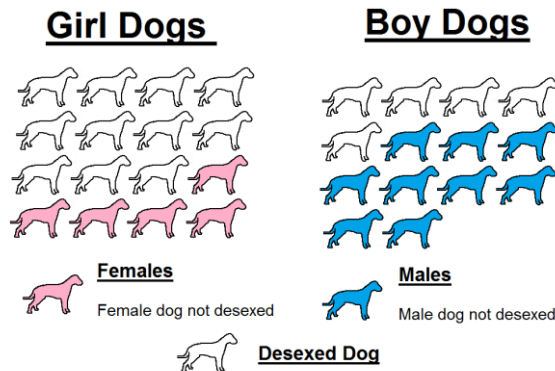 Girl Dogs
Boy Dogs
Females
Female dog not desexed
Males
Male dog not desexed
Desexed Dog